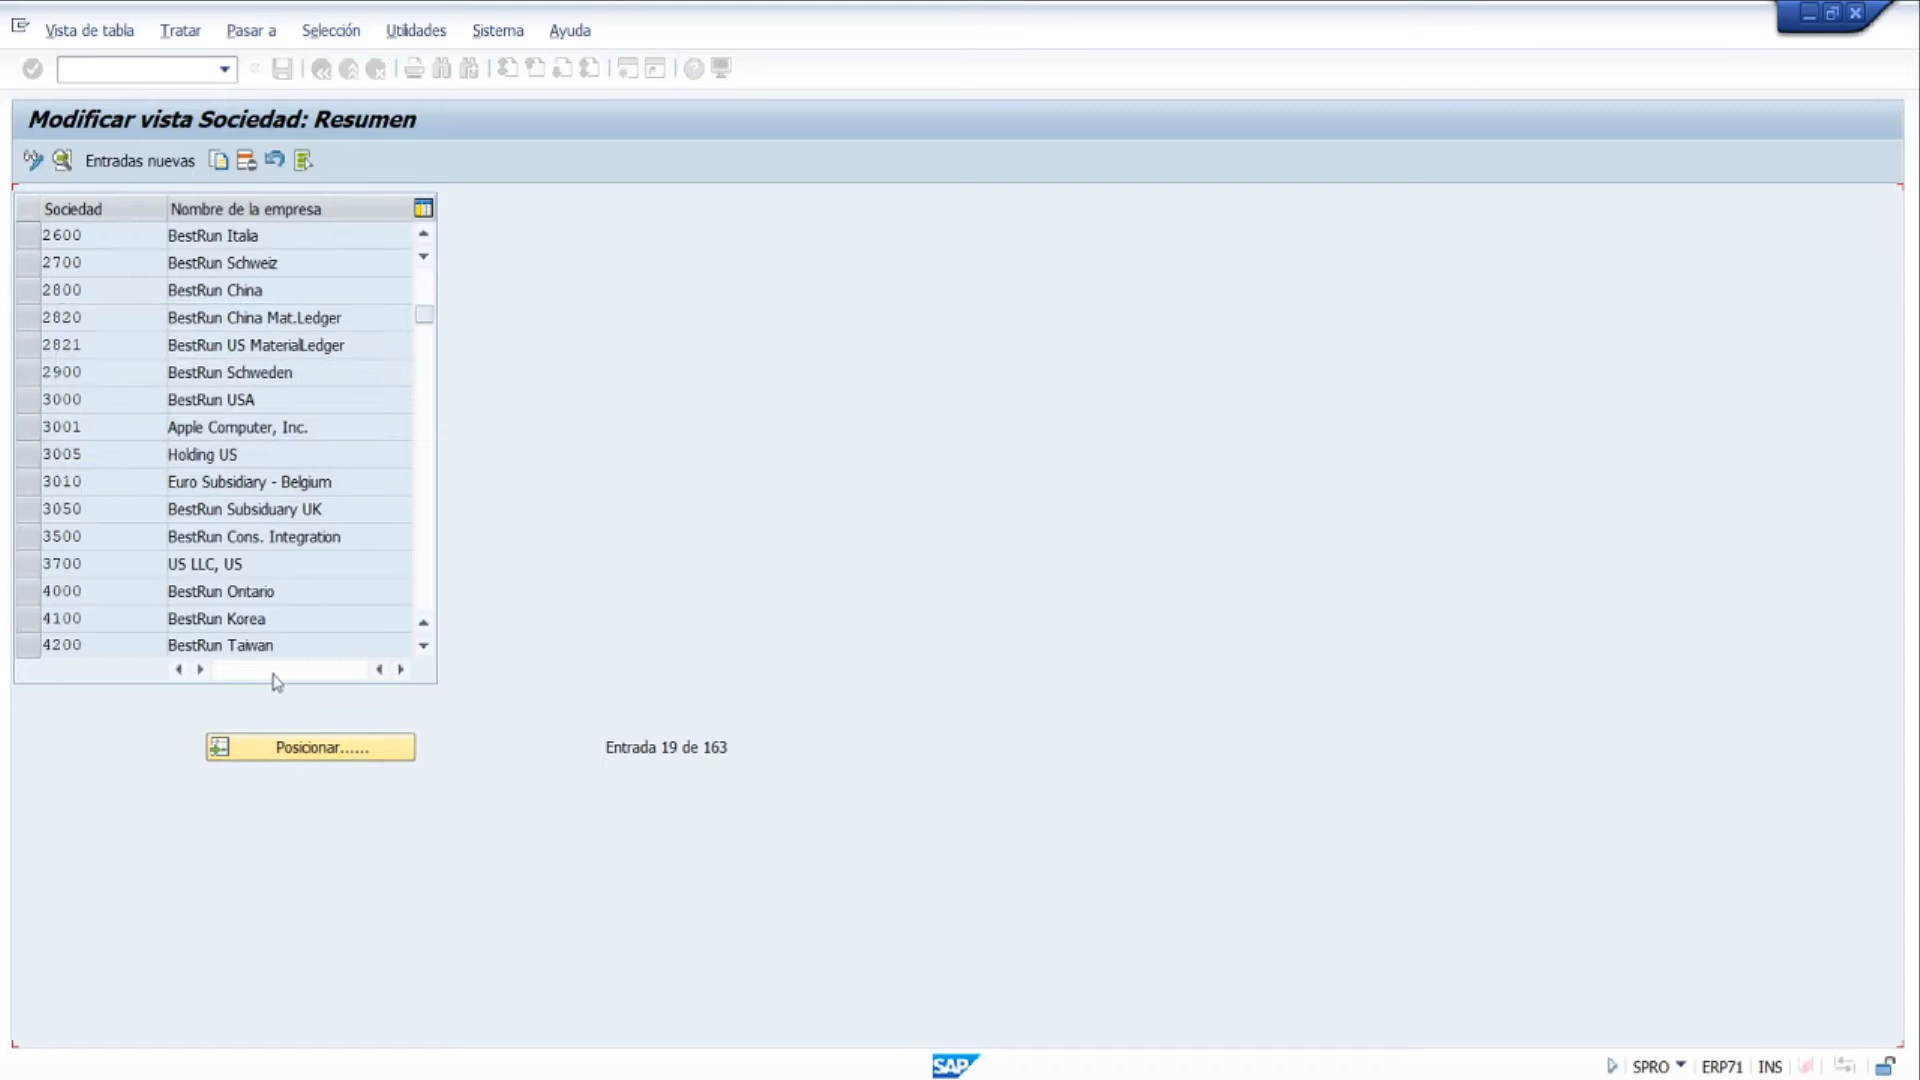 Vista de tabla Tratar Pasar a Selección Utilidades Sistema Ayuda
Modificar vista Sociedad: Resumen
Entradas nuevas
Sociedad Nombre de la empresa
2600 BestRun Italia
2700 BestRun Schweiz
2800 BestRun China
2820 BestRun China Mat.Ledger
2821 BestRun US MaterialLedger
2900 BestRun Schweden
3000 BestRun USA
3001 Apple Computer, Inc.
3005 Holding US
3010 Euro Subsidiary - Belgium
3050 BestRun Subsiduary UK
3500 BestRun Cons. Integration
3700 US LLC, US
4000 BestRun Ontario
4100 BestRun Korea
4200 BestRun Taiwan
Posicionar...... Entrada 19 de 163
SAP SPRO ERP71 INS